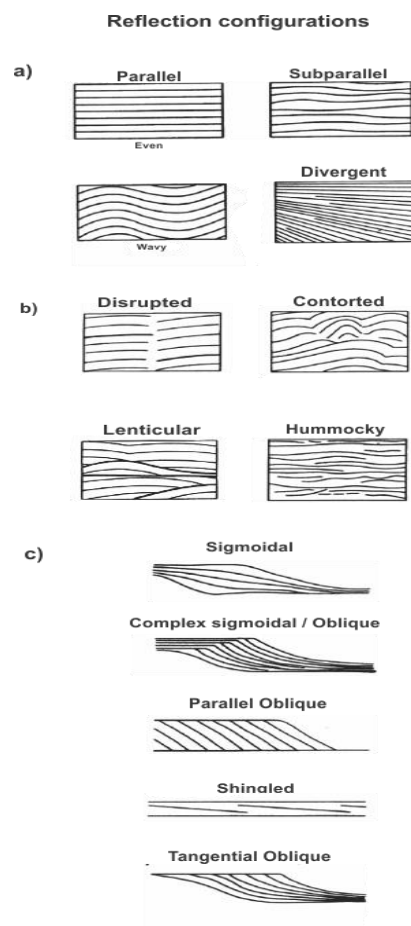 Reflection configurations
a)
Parallel
Subparallel
Even
Divergent
Wavy
b)
Disrupted
Contorted
Lenticular
Hummocky
c)
Sigmoidal
Complex sigmoidal / Oblique
Parallel Oblique
Shingled
Tangential Oblique